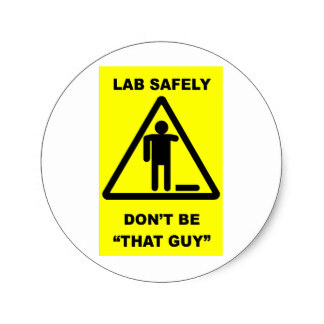 LAB SAFELY
DON'T BE
“THAT GUY”